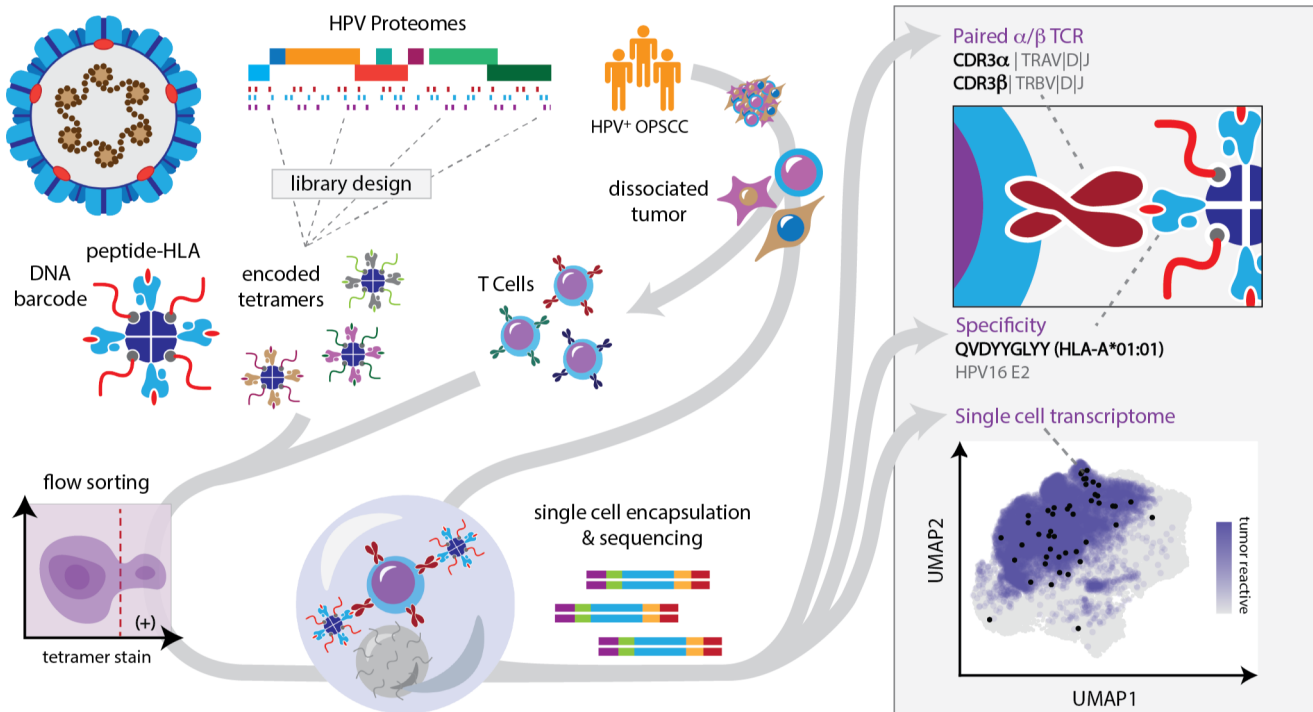 HPV Proteomes
library design
HPV⁺ OPSCC
dissociated
tumor
peptide-HLA
DNA
barcode
encoded
tetramers
T Cells
flow sorting
(+)
tetramer stain
single cell encapsulation
& sequencing
Paired α/β TCR
CDR3α | TRAV|D|J
CDR3β| TRBV|D|J
Specificity
QVDYYGLYY (HLA-A*01:01)
HPV16 E2
Single cell transcriptome
UMAP2
tumor reactive
UMAP1